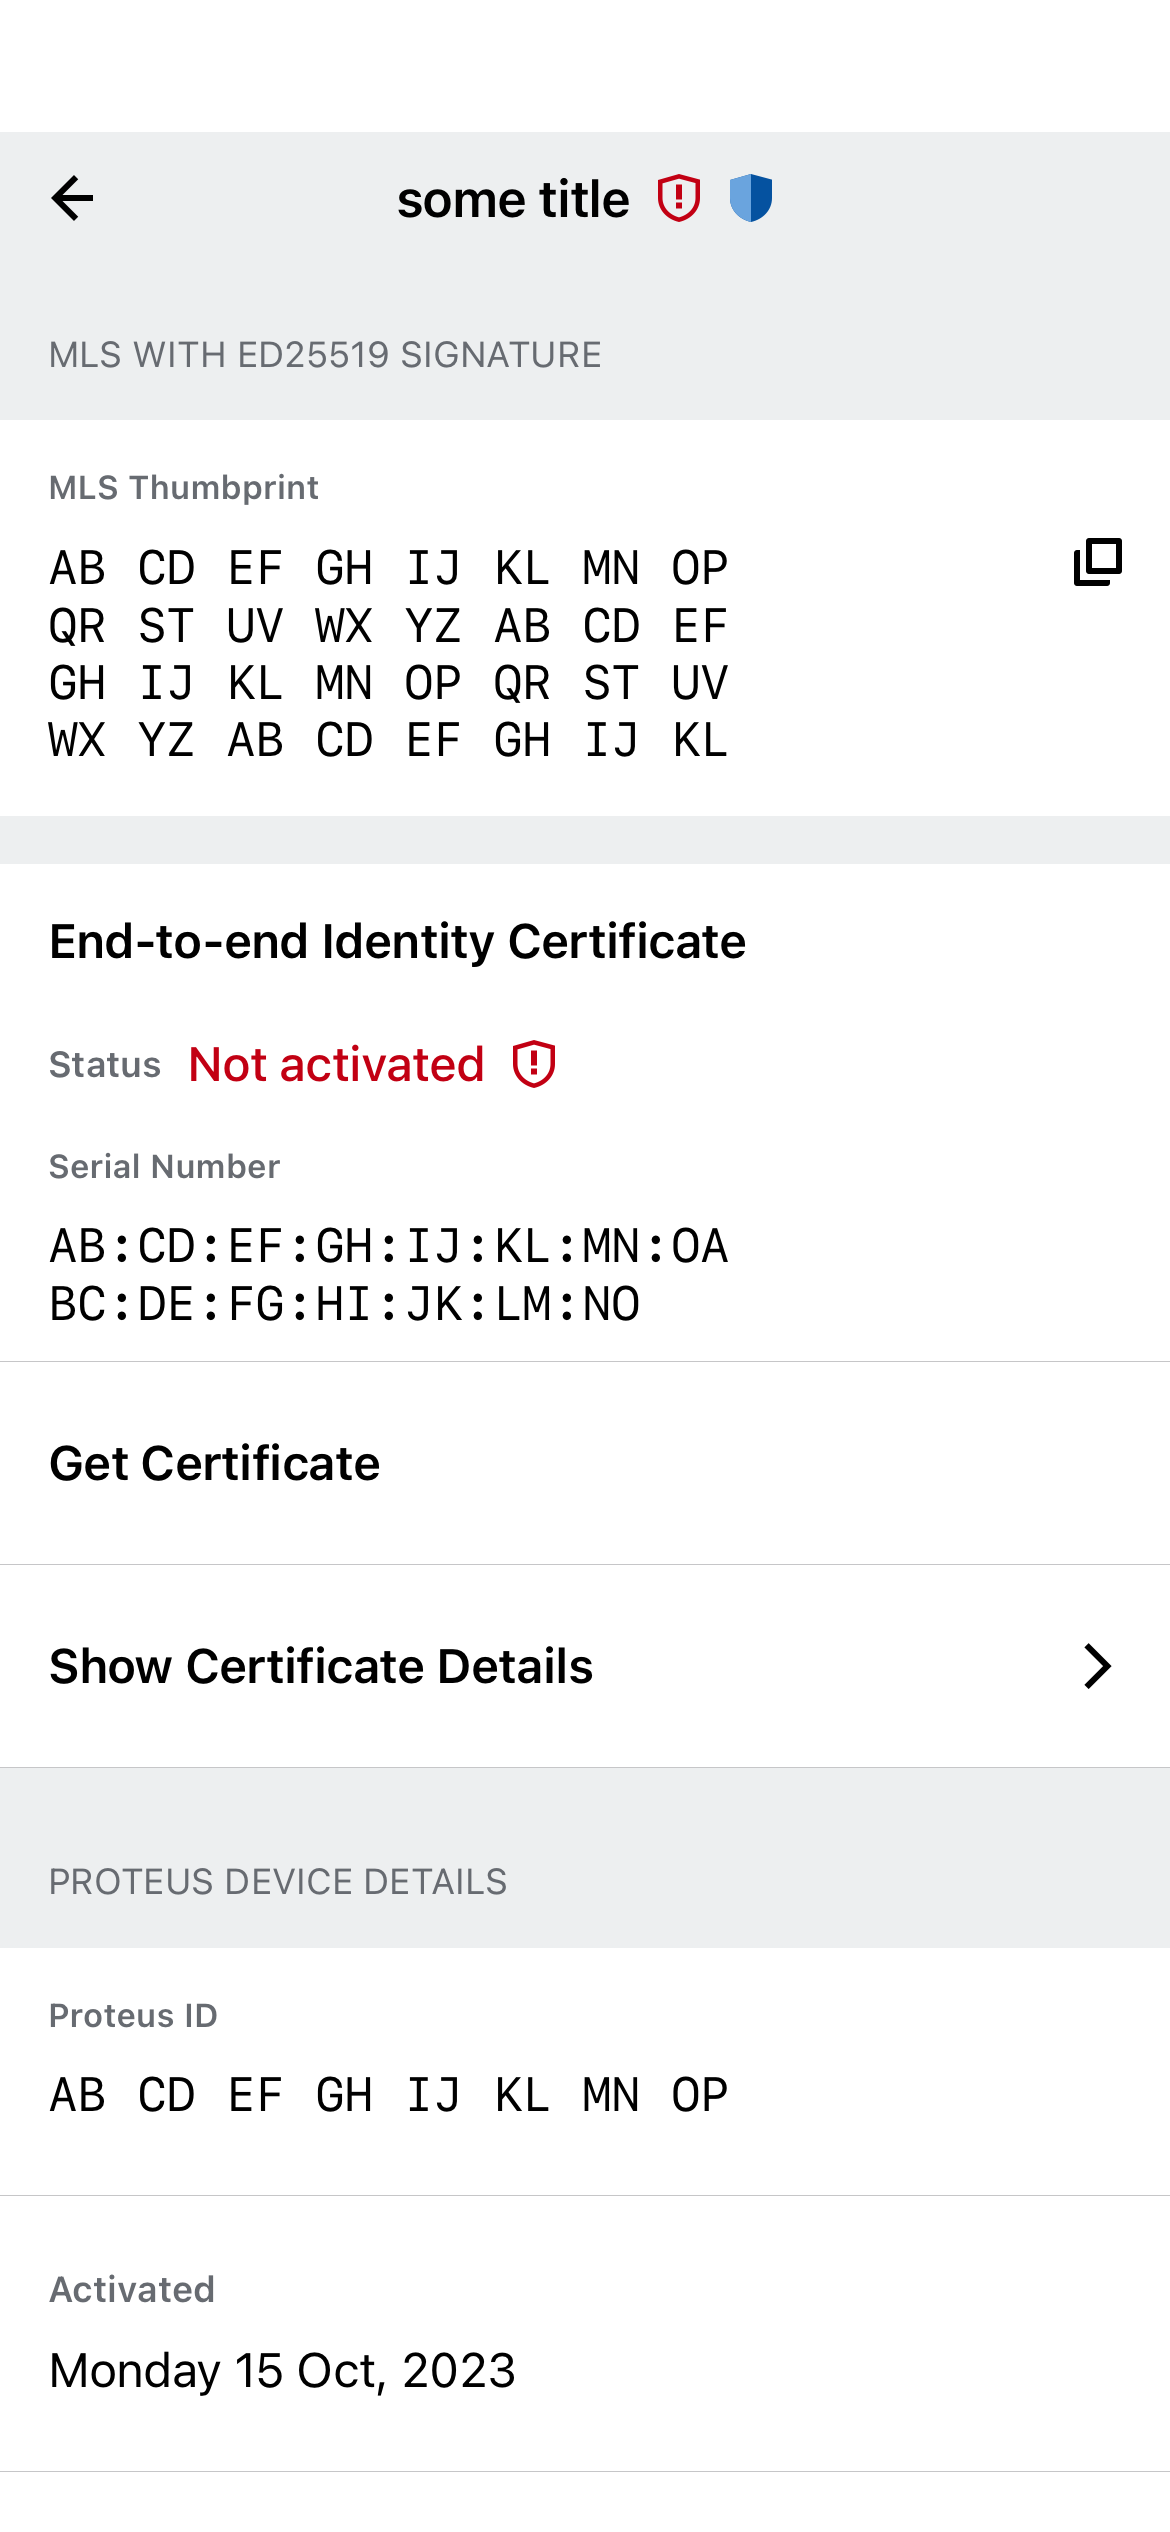 some title
MLS WITH ED25519 SIGNATURE
MLS Thumbprint
AB CD EF GH IJ KL MN OP
QR ST UV WX YZ AB CD EF
GH IJ KL MN OP QR ST UV
WX YZ AB CD EF GH IJ KL
End-to-end Identity Certificate
Status Not activated
Serial Number
AB:CD:EF:GH:IJ:KL:MN:OA
BC:DE:FG:HI:JK:LM:NO
Get Certificate
Show Certificate Details
PROTEUS DEVICE DETAILS
Proteus ID
AB CD EF GH IJ KL MN OP
Activated
Monday 15 Oct, 2023